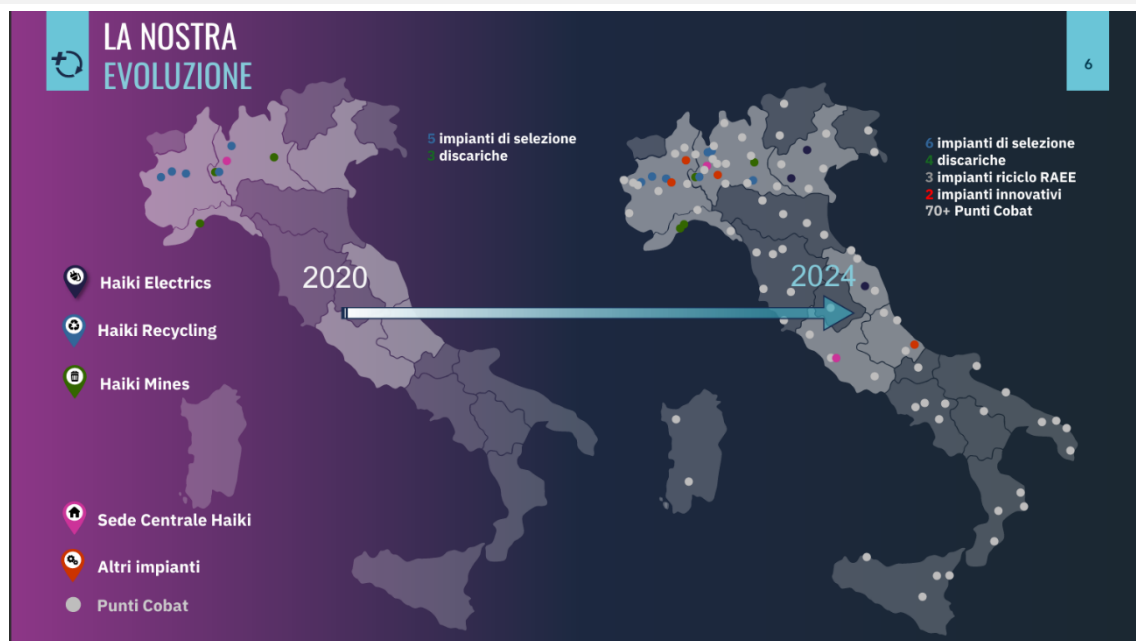 LA NOSTRA
EVOLUZIONE
6
5 impianti di selezione
3 discariche
6 impianti di selezione
4 discariche
3 impianti riciclo RAEE
2 impianti innovativi
70+ Punti Cobat
2020
2024
Haiki Electrics
Haiki Recycling
Haiki Mines
Sede Centrale Haiki
Altri impianti
Punti Cobat